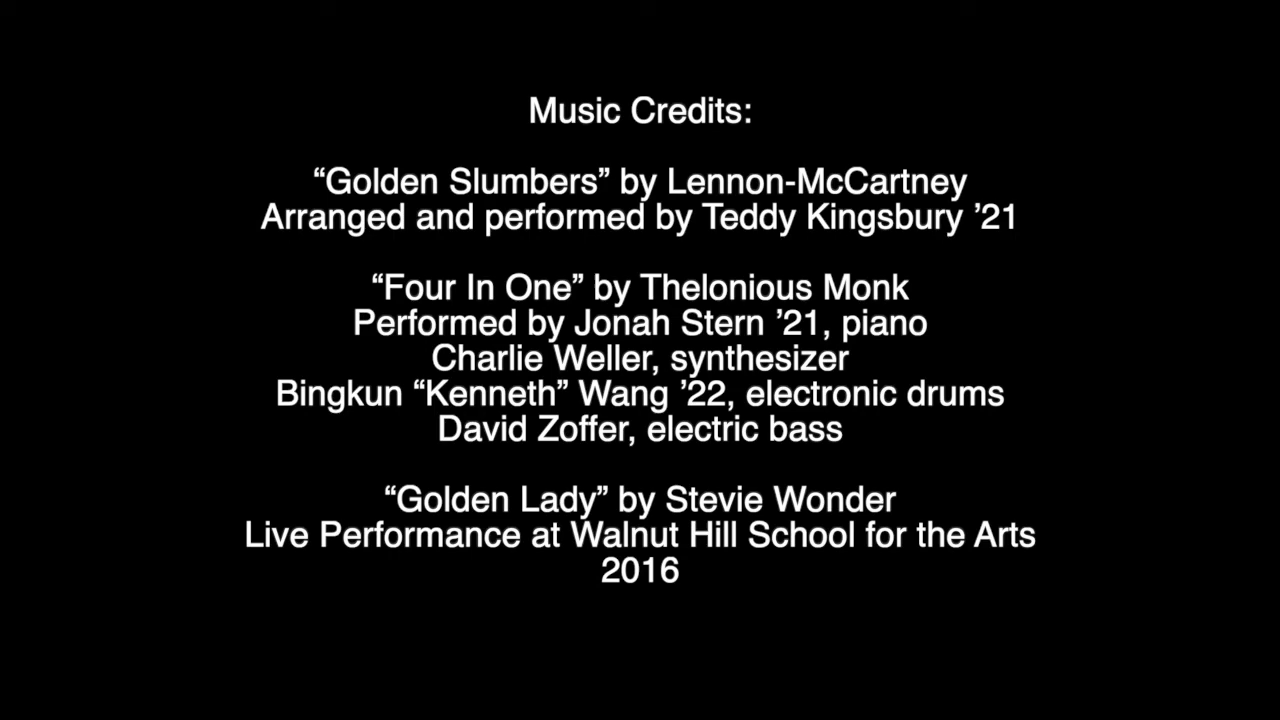 Music Credits:
“Golden Slumbers” by Lennon-McCartney
Arranged and performed by Teddy Kingsbury ’21
“Four In One” by Thelonious Monk
Performed by Jonah Stern ’21, piano
Charlie Weller, synthesizer
Bingkun “Kenneth” Wang ’22, electronic drums
David Zoffer, electric bass
“Golden Lady” by Stevie Wonder
Live Performance at Walnut Hill School for the Arts
2016